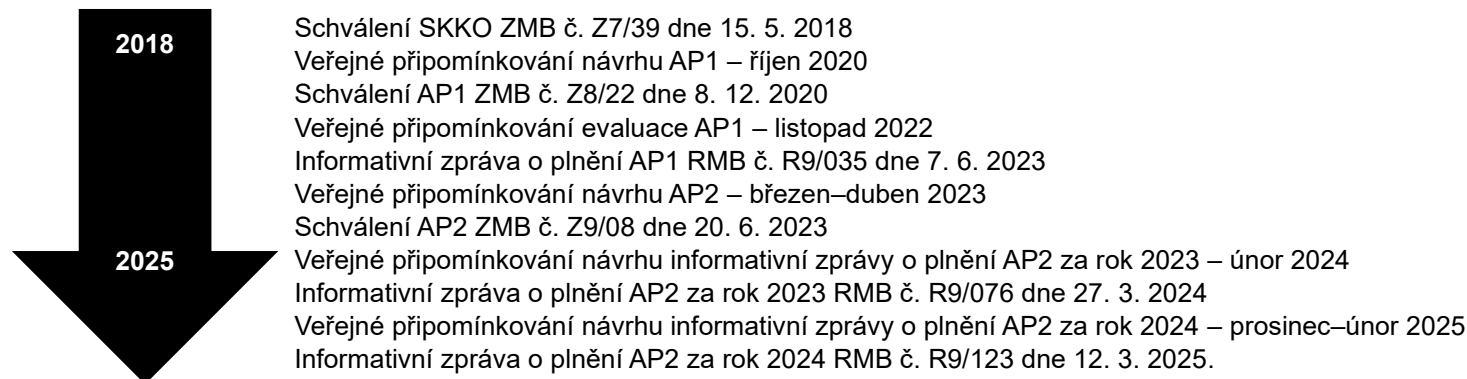 2018
Schválení SKKO ZMB č. Z7/39 dne 15. 5. 2018
Veřejné připomínkování návrhu AP1 – říjen 2020
Schválení AP1 ZMB č. Z8/22 dne 8. 12. 2020
Veřejné připomínkování evaluace AP1 – listopad 2022
Informativní zpráva o plnění AP1 RMB č. R9/035 dne 7. 6. 2023
Veřejné připomínkování návrhu AP2 – březen–duben 2023
Schválení AP2 ZMB č. Z9/08 dne 20. 6. 2023
2025
Veřejné připomínkování návrhu informativní zprávy o plnění AP2 za rok 2023 – únor 2024
Informativní zpráva o plnění AP2 za rok 2023 RMB č. R9/076 dne 27. 3. 2024
Veřejné připomínkování návrhu informativní zprávy o plnění AP2 za rok 2024 – prosinec–únor 2025
Informativní zpráva o plnění AP2 za rok 2024 RMB č. R9/123 dne 12. 3. 2025.